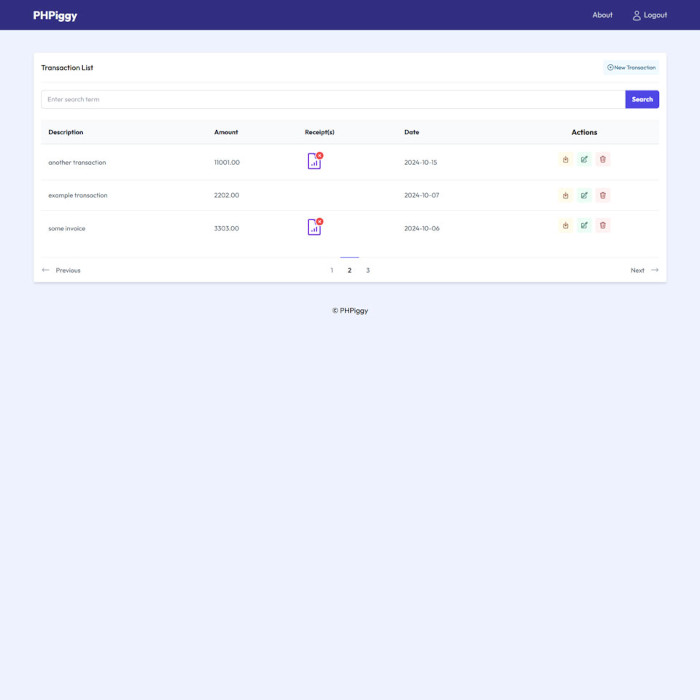 PHPiggy About Logout
Transaction List New Transaction
Enter search term Search
Description Amount Receipt(s) Date Actions
another transaction 11001.00 2024-10-15
example transaction 2202.00 2024-10-07
some invoice 3303.00 2024-10-06
← Previous 1 2 3 Next →
© PHPiggy